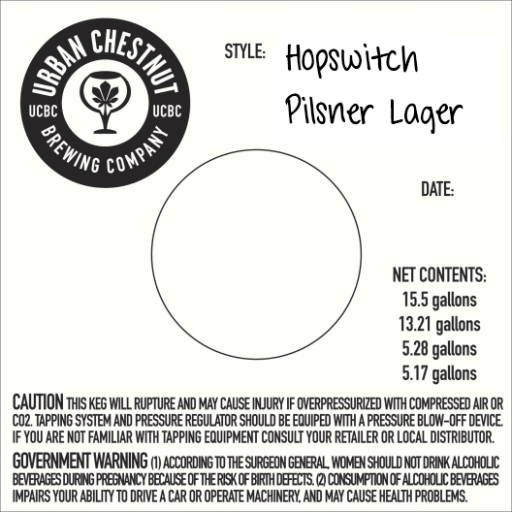 URBAN CHESTNUT
UCBC UCBC
BREWING COMPANY
STYLE: Hopswitch
Pilsner Lager
DATE:
NET CONTENTS:
15.5 gallons
13.21 gallons
5.28 gallons
5.17 gallons
CAUTION THIS KEG WILL RUPTURE AND MAY CAUSE INJURY IF OVERPRESSURIZED WITH COMPRESSED AIR OR
CO2. TAPPING SYSTEM AND PRESSURE REGULATOR SHOULD BE EQUIPED WITH A PRESSURE BLOW-OFF DEVICE.
IF YOU ARE NOT FAMILIAR WITH TAPPING EQUIPMENT CONSULT YOUR RETAILER OR LOCAL DISTRIBUTOR.
GOVERNMENT WARNING (1) ACCORDING TO THE SURGEON GENERAL, WOMEN SHOULD NOT DRINK ALCOHOLIC
BEVERAGES DURING PREGNANCY BECAUSE OF THE RISK OF BIRTH DEFECTS. (2) CONSUMPTION OF ALCOHOLIC BEVERAGES
IMPAIRS YOUR ABILITY TO DRIVE A CAR OR OPERATE MACHINERY, AND MAY CAUSE HEALTH PROBLEMS.